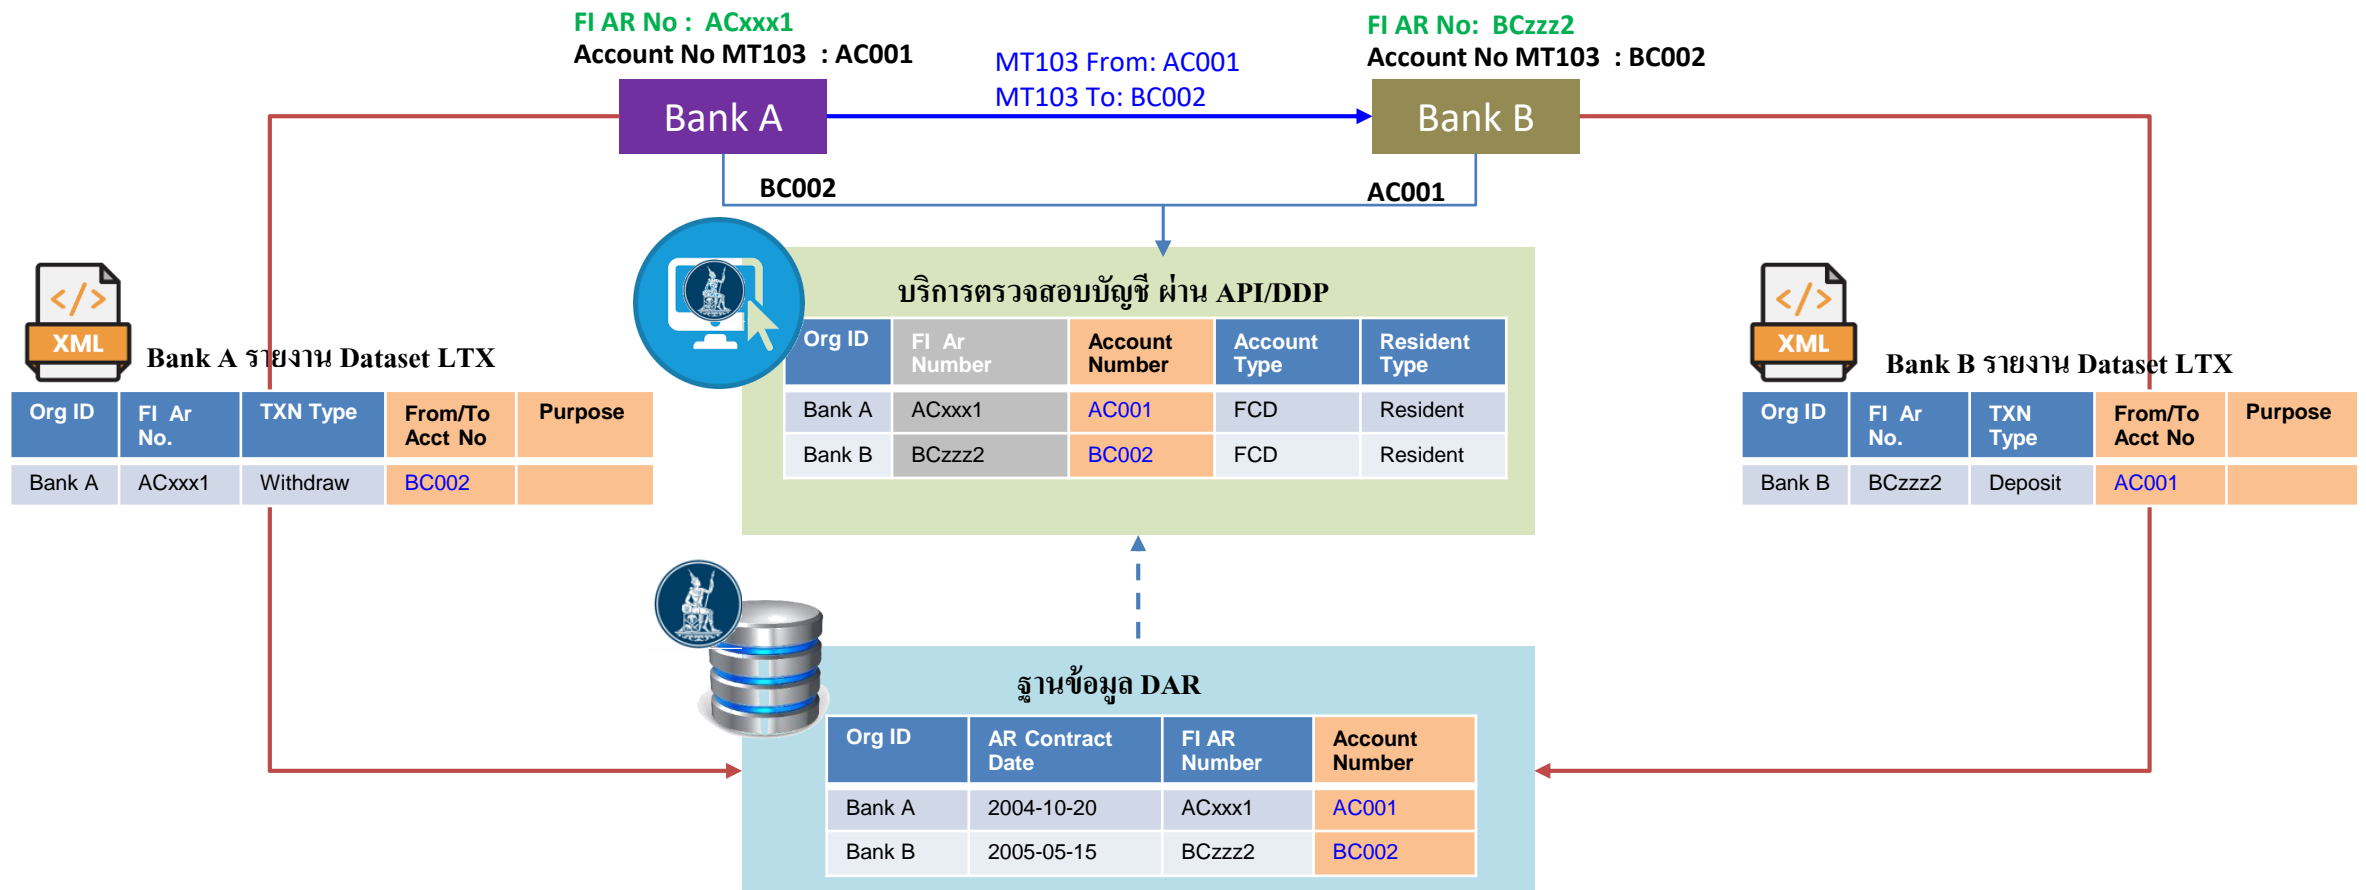 FI AR No : ACxxx1
Account No MT103 : AC001
MT103 From: AC001
MT103 To: BC002
FI AR No: BCzzz2
Account No MT103 : BC002
Bank A
Bank B
BC002
AC001
บริการตรวจสอบบัญชี ผ่าน API/DDP
Org ID FI Ar Number Account Number Account Type Resident Type
Bank A ACxxx1 AC001 FCD Resident
Bank B BCzzz2 BC002 FCD Resident
</>
XML
Bank A รายงาน Dataset LTX
Org ID FI Ar No. TXN Type From/To Acct No Purpose
Bank A ACxxx1 Withdraw BC002
</>
XML
Bank B รายงาน Dataset LTX
Org ID FI Ar No. TXN Type From/To Acct No Purpose
Bank B BCzzz2 Deposit AC001
ฐานข้อมูล DAR
Org ID AR Contract Date FI AR Number Account Number
Bank A 2004-10-20 ACxxx1 AC001
Bank B 2005-05-15 BCzzz2 BC002